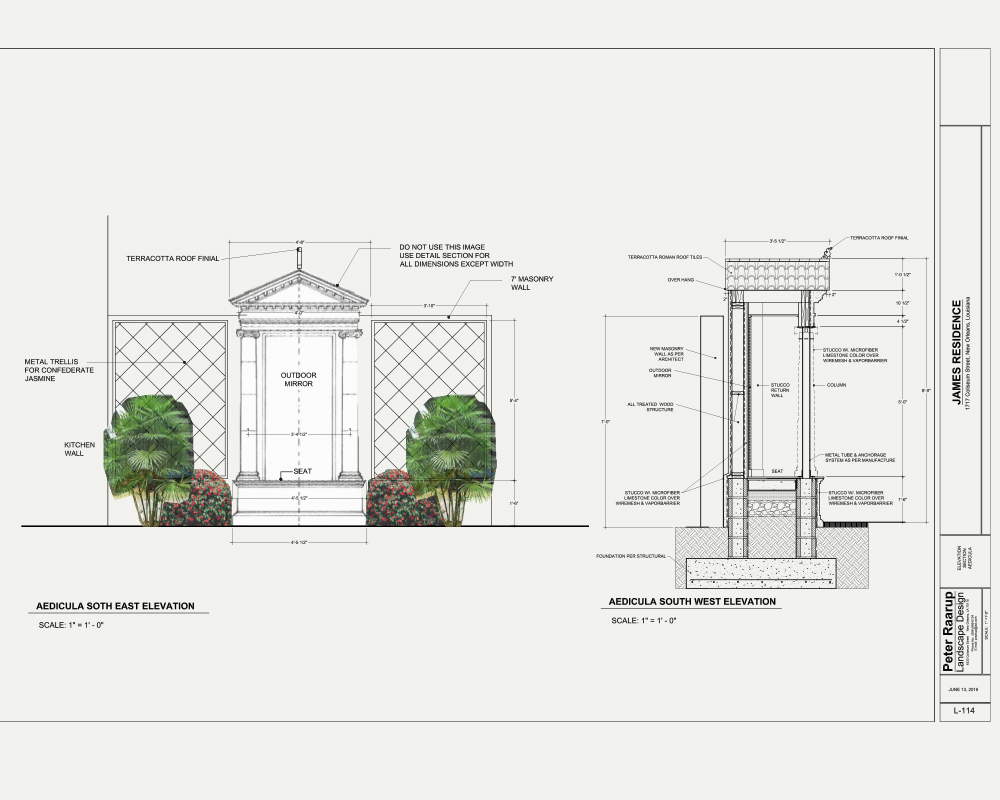 4'-8"
TERRACOTTA ROOF FINIAL
DO NOT USE THIS IMAGE
USE DETAIL SECTION FOR
ALL DIMENSIONS EXCEPT WIDTH
7' MASONRY
WALL
3'-10"
4'-0"
METAL TRELLIS
FOR CONFEDERATE
JASMINE
OUTDOOR
MIRROR
KITCHEN
WALL
3'-4 1/2"
SEAT
4'-5 1/2"
1'-6"
4'-5 1/2"
AEDICULA SOTH EAST ELEVATION
SCALE: 1" = 1' - 0"
3'-5 1/2"
TERRACOTTA ROOF FINIAL
TERRACOTTA ROMAN ROOF TILES
OVER HANG
1'-0 1/2"
2"
2"
10 1/2"
4 1/2"
NEW MASONRY
WALL AS PER
ARCHITECT
OUTDOOR
MIRROR
STUCCO W. MICROFIBER
LIMESTONE COLOR OVER
WIREMESH & VAPORBARRIER
STUCCO
RETURN
WALL
COLUMN
ALL TREATED WOOD
STRUCTURE
5'-0"
7'-0"
METAL TUBE & ANCHORAGE
SYSTEM AS PER MANUFACTURE
SEAT
STUCCO W. MICROFIBER
LIMESTONE COLOR OVER
WIREMESH & VAPORBARRIER
STUCCO W. MICROFIBER
LIMESTONE COLOR OVER
WIREMESH & VAPORBARRIER
1'-6"
FOUNDATION PER STRUCTURAL
AEDICULA SOUTH WEST ELEVATION
SCALE: 1" = 1' - 0"
JAMES RESIDENCE
1717 Coliseum Street, New Orleans, Louisiana
ELEVATION
SECTION
AEDICULA
Peter Raarup
Landscape Design
SCALE: 1" = 1'-0"
JUNE 13, 2016
L-114